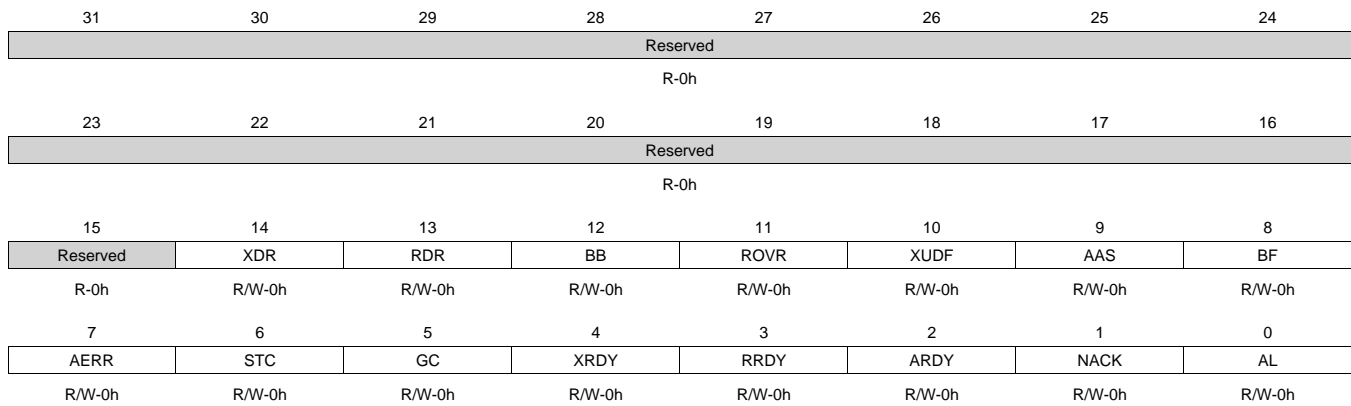 31 30 29 28 27 26 25 24
Reserved
R-0h
23 22 21 20 19 18 17 16
Reserved
R-0h
15 14 13 12 11 10 9 8
Reserved XDR RDR BB ROVR XUDF AAS BF
R-0h R/W-0h R/W-0h R/W-0h R/W-0h R/W-0h R/W-0h R/W-0h
7 6 5 4 3 2 1 0
AERR STC GC XRDY RRDY ARDY NACK AL
R/W-0h R/W-0h R/W-0h R/W-0h R/W-0h R/W-0h R/W-0h R/W-0h